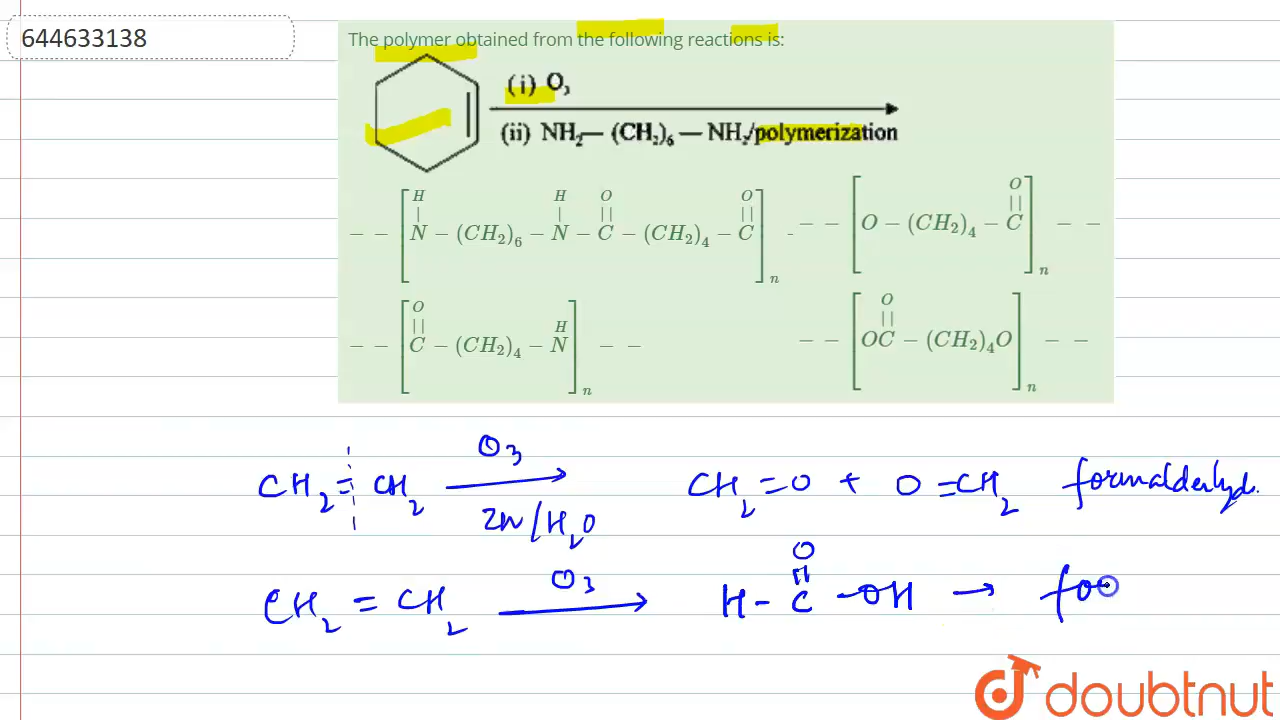 644633138
The polymer obtained from the following reactions is:
(i) O₃
(ii) NH₂— (CH₂)₆ — NH₂/polymerization
-- [ H | N − (CH₂)₆ − H | N − O || C − (CH₂)₄ − O || C ]ₙ -
-- [ O − (CH₂)₄ − O || C ]ₙ --
-- [ O || C − (CH₂)₄ − H | N ]ₙ --
-- [ O O || C − (CH₂)₄O ]ₙ --
CH₂ = CH₂ O₃ Zn/H₂O CH₂=O + O=CH₂ formaldehyd.
CH₂ = CH₂ O₃ H - O || C - OH → foo
doubtnut